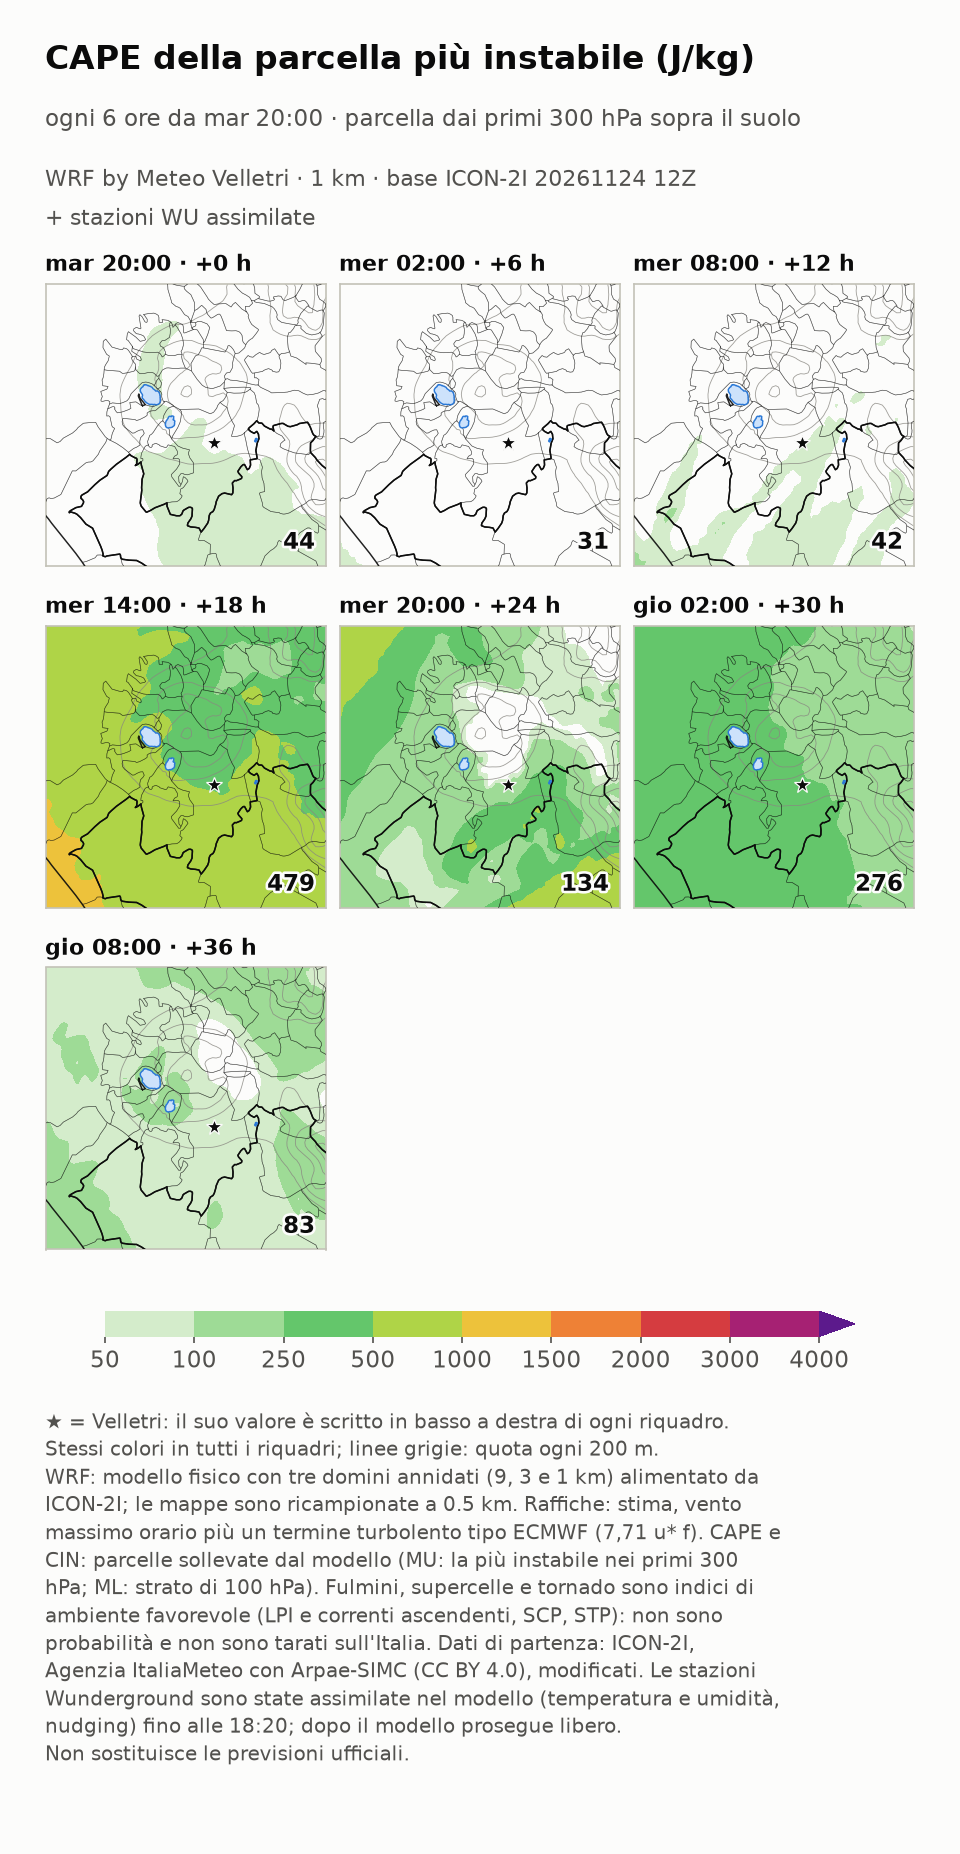 CAPE della parcella più instabile (J/kg)
ogni 6 ore da mar 20:00 · parcella dai primi 300 hPa sopra il suolo
WRF by Meteo Velletri · 1 km · base ICON-2I 20261124 12Z
+ stazioni WU assimilate
mar 20:00 · +0 h
44
mer 02:00 · +6 h
31
mer 08:00 · +12 h
42
mer 14:00 · +18 h
479
mer 20:00 · +24 h
134
gio 02:00 · +30 h
276
gio 08:00 · +36 h
83
50 100 250 500 1000 1500 2000 3000 4000
★ = Velletri: il suo valore è scritto in basso a destra di ogni riquadro.
Stessi colori in tutti i riquadri; linee grigie: quota ogni 200 m.
WRF: modello fisico con tre domini annidati (9, 3 e 1 km) alimentato da
ICON-2I; le mappe sono ricampionate a 0.5 km. Raffiche: stima, vento
massimo orario più un termine turbolento tipo ECMWF (7,71 u* f). CAPE e
CIN: parcelle sollevate dal modello (MU: la più instabile nei primi 300
hPa; ML: strato di 100 hPa). Fulmini, supercelle e tornado sono indici di
ambiente favorevole (LPI e correnti ascendenti, SCP, STP): non sono
probabilità e non sono tarati sull'Italia. Dati di partenza: ICON-2I,
Agenzia ItaliaMeteo con Arpae-SIMC (CC BY 4.0), modificati. Le stazioni
Wunderground sono state assimilate nel modello (temperatura e umidità,
nudging) fino alle 18:20; dopo il modello prosegue libero.
Non sostituisce le previsioni ufficiali.